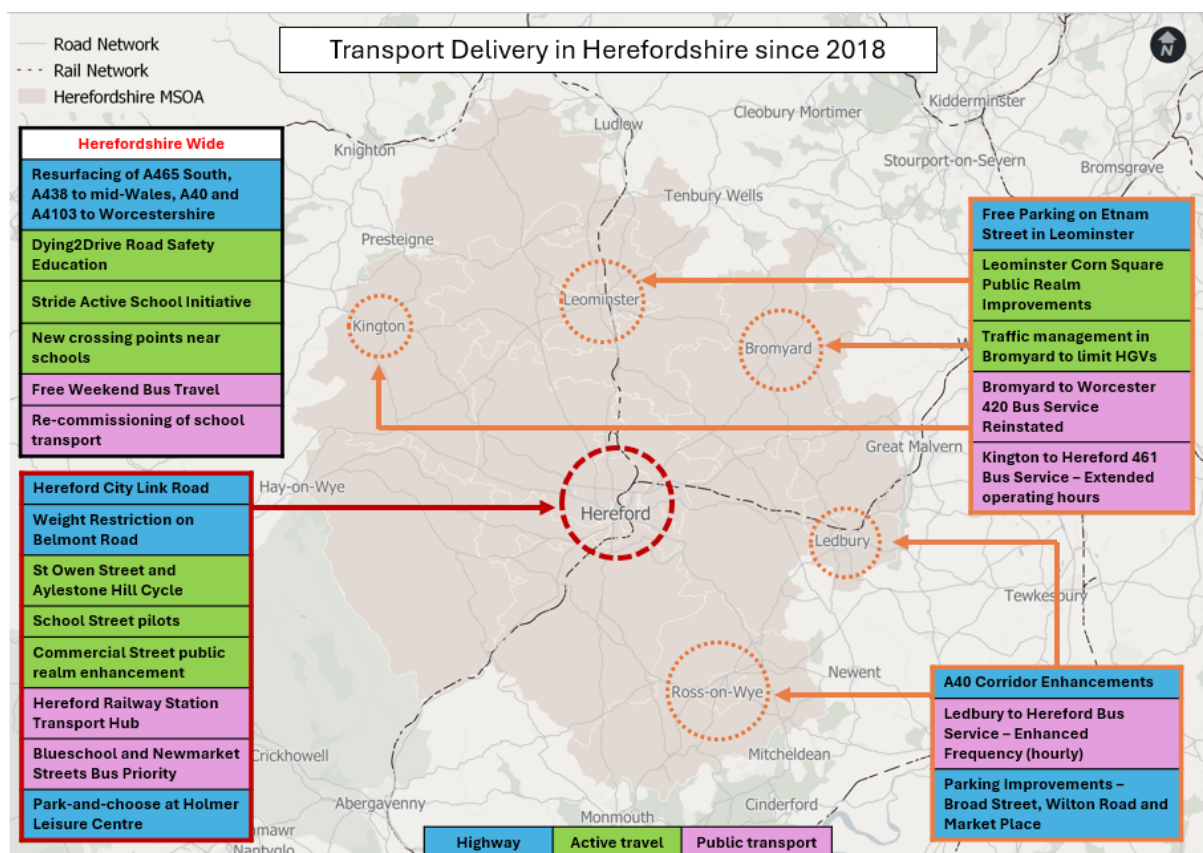 Road Network
Rail Network
Herefordshire MSOA
Transport Delivery in Herefordshire since 2018
N
Herefordshire Wide
Resurfacing of A465 South,
A438 to mid-Wales, A40 and
A4103 to Worcestershire
Dying2Drive Road Safety
Education
Stride Active School Initiative
New crossing points near
schools
Free Weekend Bus Travel
Re-commissioning of school
transport
Hereford City Link Road
Weight Restriction on
Belmont Road
St Owen Street and
Aylestone Hill Cycle
School Street pilots
Commercial Street public
realm enhancement
Hereford Railway Station
Transport Hub
Blueschool and Newmarket
Streets Bus Priority
Park-and-choose at Holmer
Leisure Centre
Knighton
Ludlow
Cleobury Mortimer
Kidderminster
Stourport-on-Severn
Bromsgrove
Tenbury Wells
Presteigne
Leominster
Kington
Bromyard
W
Great Malvern
Hay-on-Wye
Hereford
Ledbury
Tewkesbury
Newent
Ross-on-Wye
Mitcheldean
Crickhowell
Abergavenny
Monmouth
Cinderford
nmawr
Nantyglo
Free Parking on Etnam
Street in Leominster
Leominster Corn Square
Public Realm
Improvements
Traffic management in
Bromyard to limit HGVs
Bromyard to Worcester
420 Bus Service
Reinstated
Kington to Hereford 461
Bus Service – Extended
operating hours
A40 Corridor Enhancements
Ledbury to Hereford Bus
Service – Enhanced
Frequency (hourly)
Parking Improvements –
Broad Street, Wilton Road and
Market Place
Highway
Active travel
Public transport